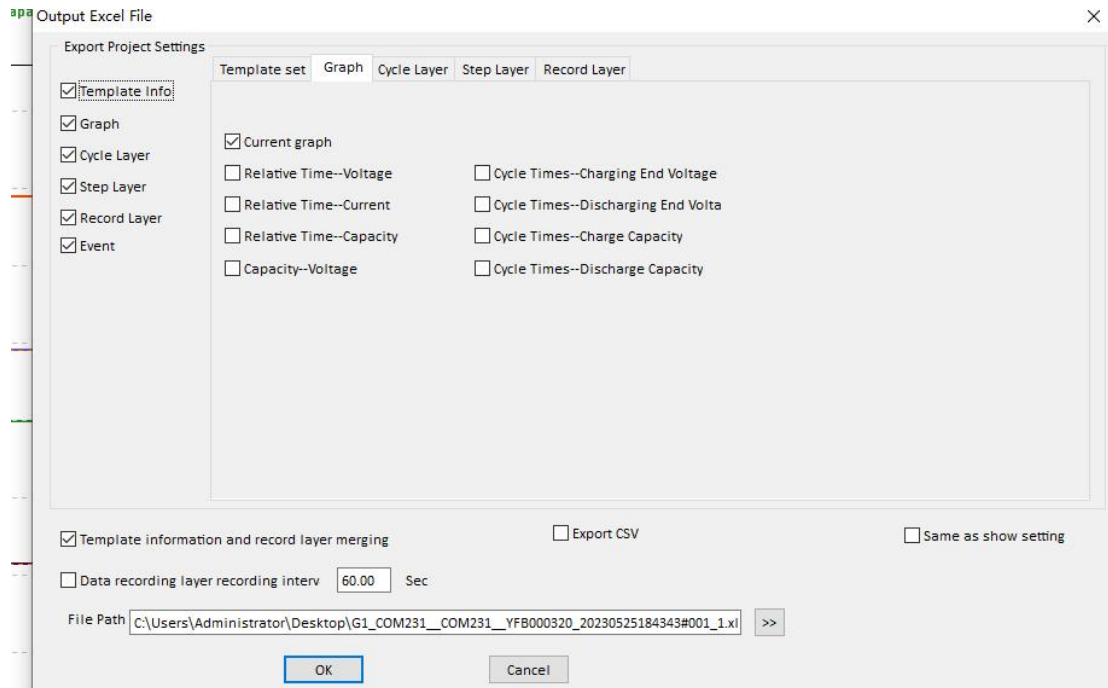 apa
Output Excel File
Export Project Settings
Template set Graph Cycle Layer Step Layer Record Layer
Template Info
Graph
Cycle Layer
Step Layer
Record Layer
Event
Current graph
Relative Time--Voltage Cycle Times--Charging End Voltage
Relative Time--Current Cycle Times--Discharging End Volta
Relative Time--Capacity Cycle Times--Charge Capacity
Capacity--Voltage Cycle Times--Discharge Capacity
Template information and record layer merging Export CSV Same as show setting
Data recording layer recording interv 60.00 Sec
File Path C:\Users\Administrator\Desktop\G1_COM231__COM231__YFB000320_20230525184343#001_1.xl >>
OK Cancel